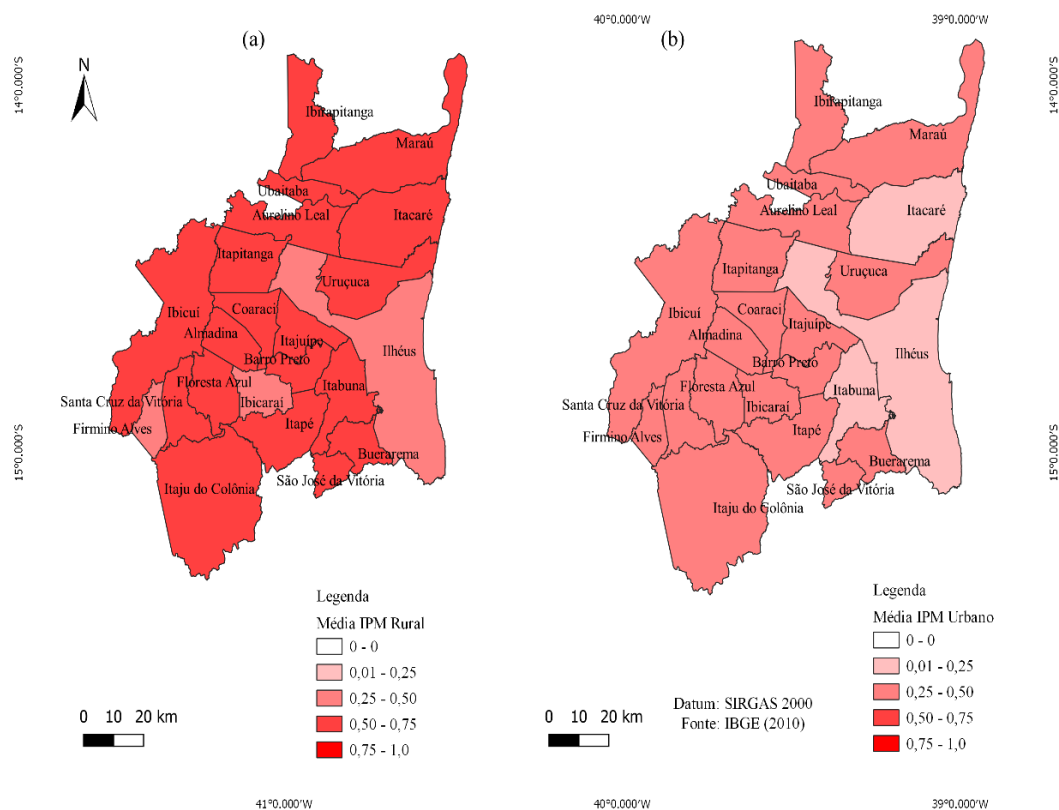 40°0.000'W
39°0.000'W
(a)
(b)
14°0.000'S
14°0.000'S
N
Ibirapitanga
Maraú
Ubaitaba
Aurelino Leal
Itacaré
Itapitanga
Uruçuca
Ibicuí
Coaraci
Almadina
Itajuípe
Ilhéus
Barro Preto
Floresta Azul
Itabuna
Santa Cruz da Vitória
Ibicaraí
Firmino Alves
Itapé
Buerarema
São José da Vitória
Itaju do Colônia
15°0.000'S
Ibirapitanga
Maraú
Ubaitaba
Aurelino Leal
Itacaré
Itapitanga
Uruçuca
Ibicuí
Coaraci
Almadina
Itajuípe
Ilhéus
Barro Preto
Floresta Azul
Itabuna
Santa Cruz da Vitória
Ibicaraí
Firmino Alves
Itapé
Buerarema
São José da Vitória
Itaju do Colônia
15°0.000'S
Legenda
Média IPM Rural
0 - 0
0,01 - 0,25
0,25 - 0,50
0,50 - 0,75
0,75 - 1,0
0 10 20 km
Legenda
Média IPM Urbano
0 - 0
0,01 - 0,25
0,25 - 0,50
0,50 - 0,75
0,75 - 1,0
0 10 20 km
Datum: SIRGAS 2000
Fonte: IBGE (2010)
41°0.000'W
40°0.000'W
39°0.000'W